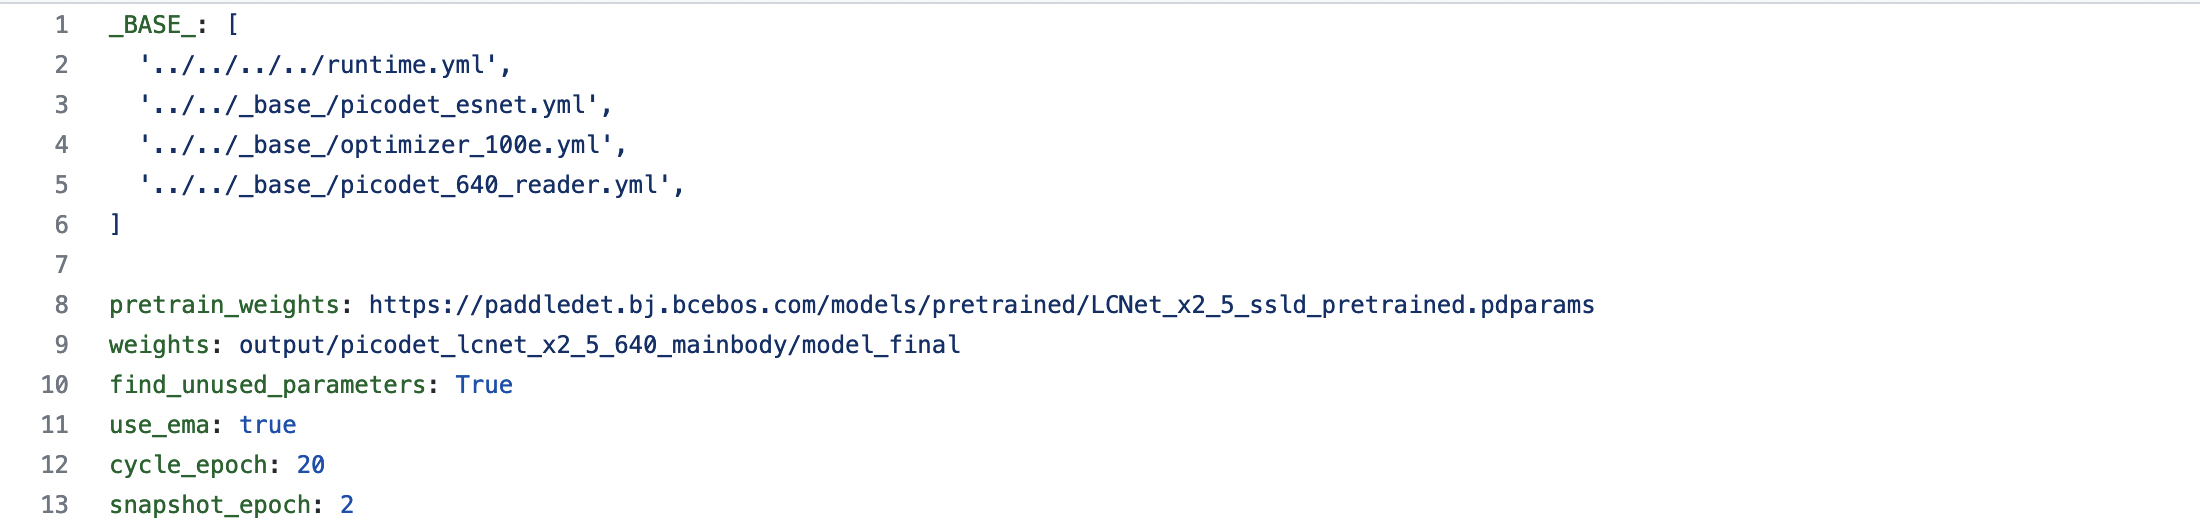 1 _BASE_: [
2   '../../../../runtime.yml',
3   '../../_base_/picodet_esnet.yml',
4   '../../_base_/optimizer_100e.yml',
5   '../../_base_/picodet_640_reader.yml',
6 ]
7
8 pretrain_weights: https://paddledet.bj.bcebos.com/models/pretrained/LCNet_x2_5_ssld_pretrained.pdparams
9 weights: output/picodet_lcnet_x2_5_640_mainbody/model_final
10 find_unused_parameters: True
11 use_ema: true
12 cycle_epoch: 20
13 snapshot_epoch: 2